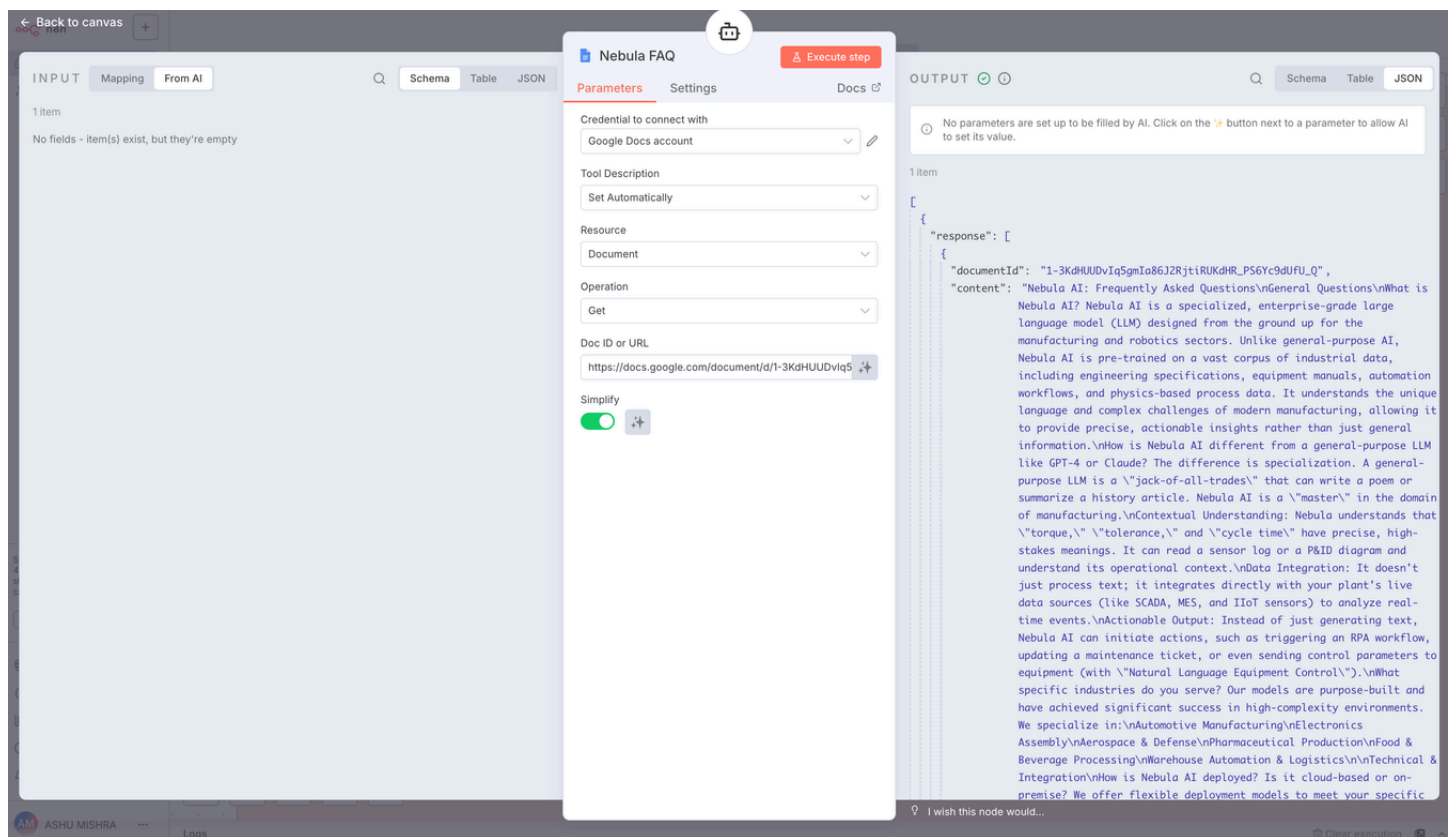 ← Back to canvas
n8n
+
INPUT Mapping From AI Schema Table JSON
1 item
No fields - item(s) exist, but they're empty
Nebula FAQ
Execute step
Parameters Settings Docs
Credential to connect with
Google Docs account
Tool Description
Set Automatically
Resource
Document
Operation
Get
Doc ID or URL
https://docs.google.com/document/d/1-3KdHUUDvIq5
Simplify
OUTPUT Schema Table JSON
No parameters are set up to be filled by AI. Click on the ✨ button next to a parameter to allow AI
to set its value.
1 item
[
{
"response": [
{
"documentId": "1-3KdHUUDvIq5gmIa86J2RjtiRUKdHR_PS6Yc9dUfU_Q",
"content": "Nebula AI: Frequently Asked Questions\nGeneral Questions\nWhat is
Nebula AI? Nebula AI is a specialized, enterprise-grade large
language model (LLM) designed from the ground up for the
manufacturing and robotics sectors. Unlike general-purpose AI,
Nebula AI is pre-trained on a vast corpus of industrial data,
including engineering specifications, equipment manuals, automation
workflows, and physics-based process data. It understands the unique
language and complex challenges of modern manufacturing, allowing it
to provide precise, actionable insights rather than just general
information.\nHow is Nebula AI different from a general-purpose LLM
like GPT-4 or Claude? The difference is specialization. A general-
purpose LLM is a \"jack-of-all-trades\" that can write a poem or
summarize a history article. Nebula AI is a \"master\" in the domain
of manufacturing.\nContextual Understanding: Nebula understands that
\"torque,\" \"tolerance,\" and \"cycle time\" have precise, high-
stakes meanings. It can read a sensor log or a P&ID diagram and
understand its operational context.\nData Integration: It doesn't
just process text; it integrates directly with your plant's live
data sources (like SCADA, MES, and IIoT sensors) to analyze real-
time events.\nActionable Output: Instead of just generating text,
Nebula AI can initiate actions, such as triggering an RPA workflow,
updating a maintenance ticket, or even sending control parameters to
equipment (with \"Natural Language Equipment Control\").\nWhat
specific industries do you serve? Our models are purpose-built and
have achieved significant success in high-complexity environments.
We specialize in:\nAutomotive Manufacturing\nElectronics
Assembly\nAerospace & Defense\nPharmaceutical Production\nFood &
Beverage Processing\nWarehouse Automation & Logistics\n\nTechnical &
Integration\nHow is Nebula AI deployed? Is it cloud-based or on-
premise? We offer flexible deployment models to meet your specific
I wish this node would...
AM ASHU MISHRA ...
Logs
Clear execution